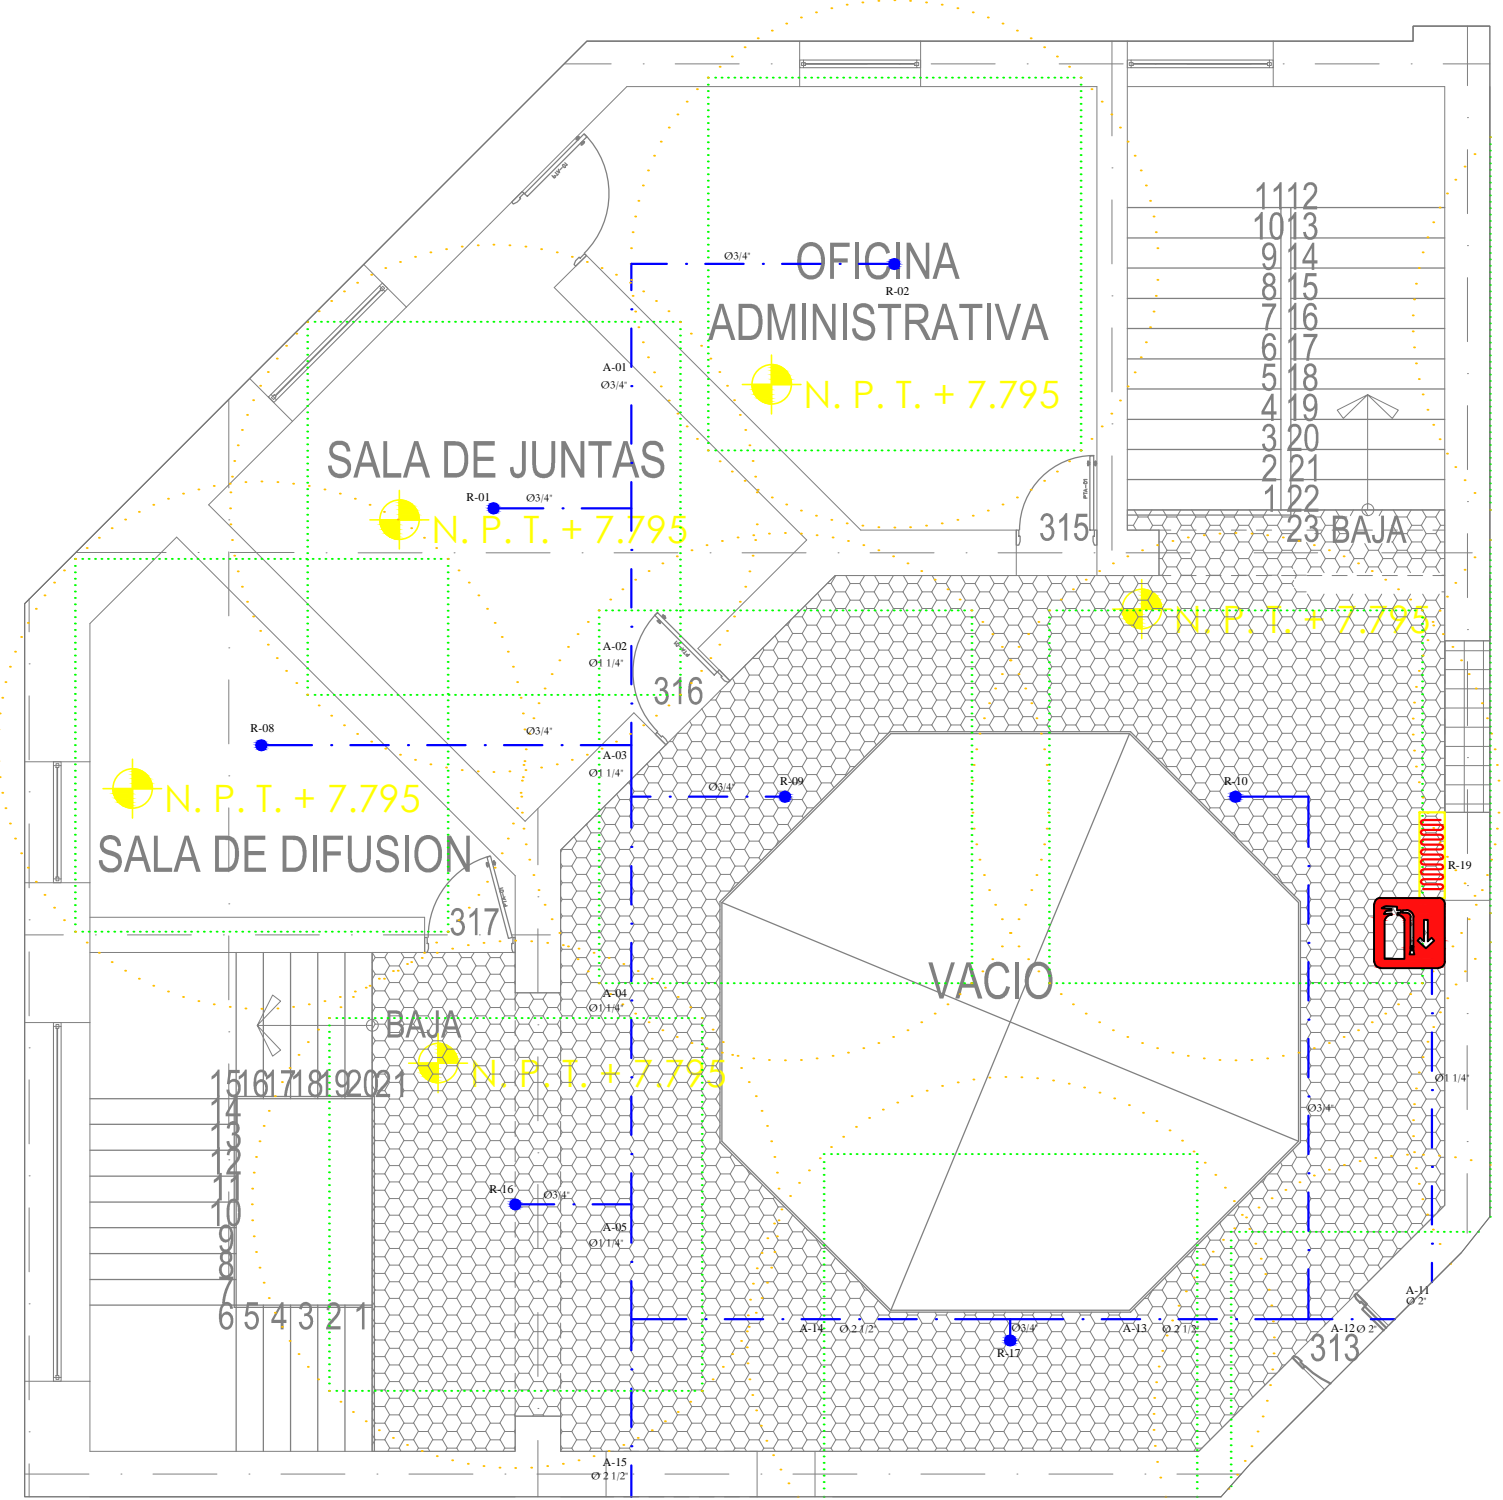 11 12
10 13
9 14
8 15
7 16
6 17
5 18
4 19
3 20
2 21
1 22
23 BAJA
Ø3/4"
OFICINA
R-02
ADMINISTRATIVA
A-01
Ø3/4"
N. P. T. + 7.795
SALA DE JUNTAS
R-01
Ø3/4"
N. P. T. + 7.795
315
PTA-01
N. P. T. + 7.795
A-02
Ø1 1/4"
316
R-08
Ø3/4"
A-03
Ø1 1/4"
Ø3/4"
R-09
R-10
N. P. T. + 7.795
SALA DE DIFUSION
R-19
317
VACIO
A-04
Ø1 1/4"
BAJA
N. P. T. + 7.795
Ø1 1/4"
15 16 17 18 19 20 21
14
13
12
11
10
9
8
7
6 5 4 3 2 1
Ø3/4"
R-16
Ø3/4"
A-05
Ø1 1/4"
A-11
Ø 2"
A-14 Ø 2 1/2"
Ø3/4"
A-13 Ø 2 1/2"
A-12 Ø 2"
R-17
313
A-15
Ø 2 1/2"